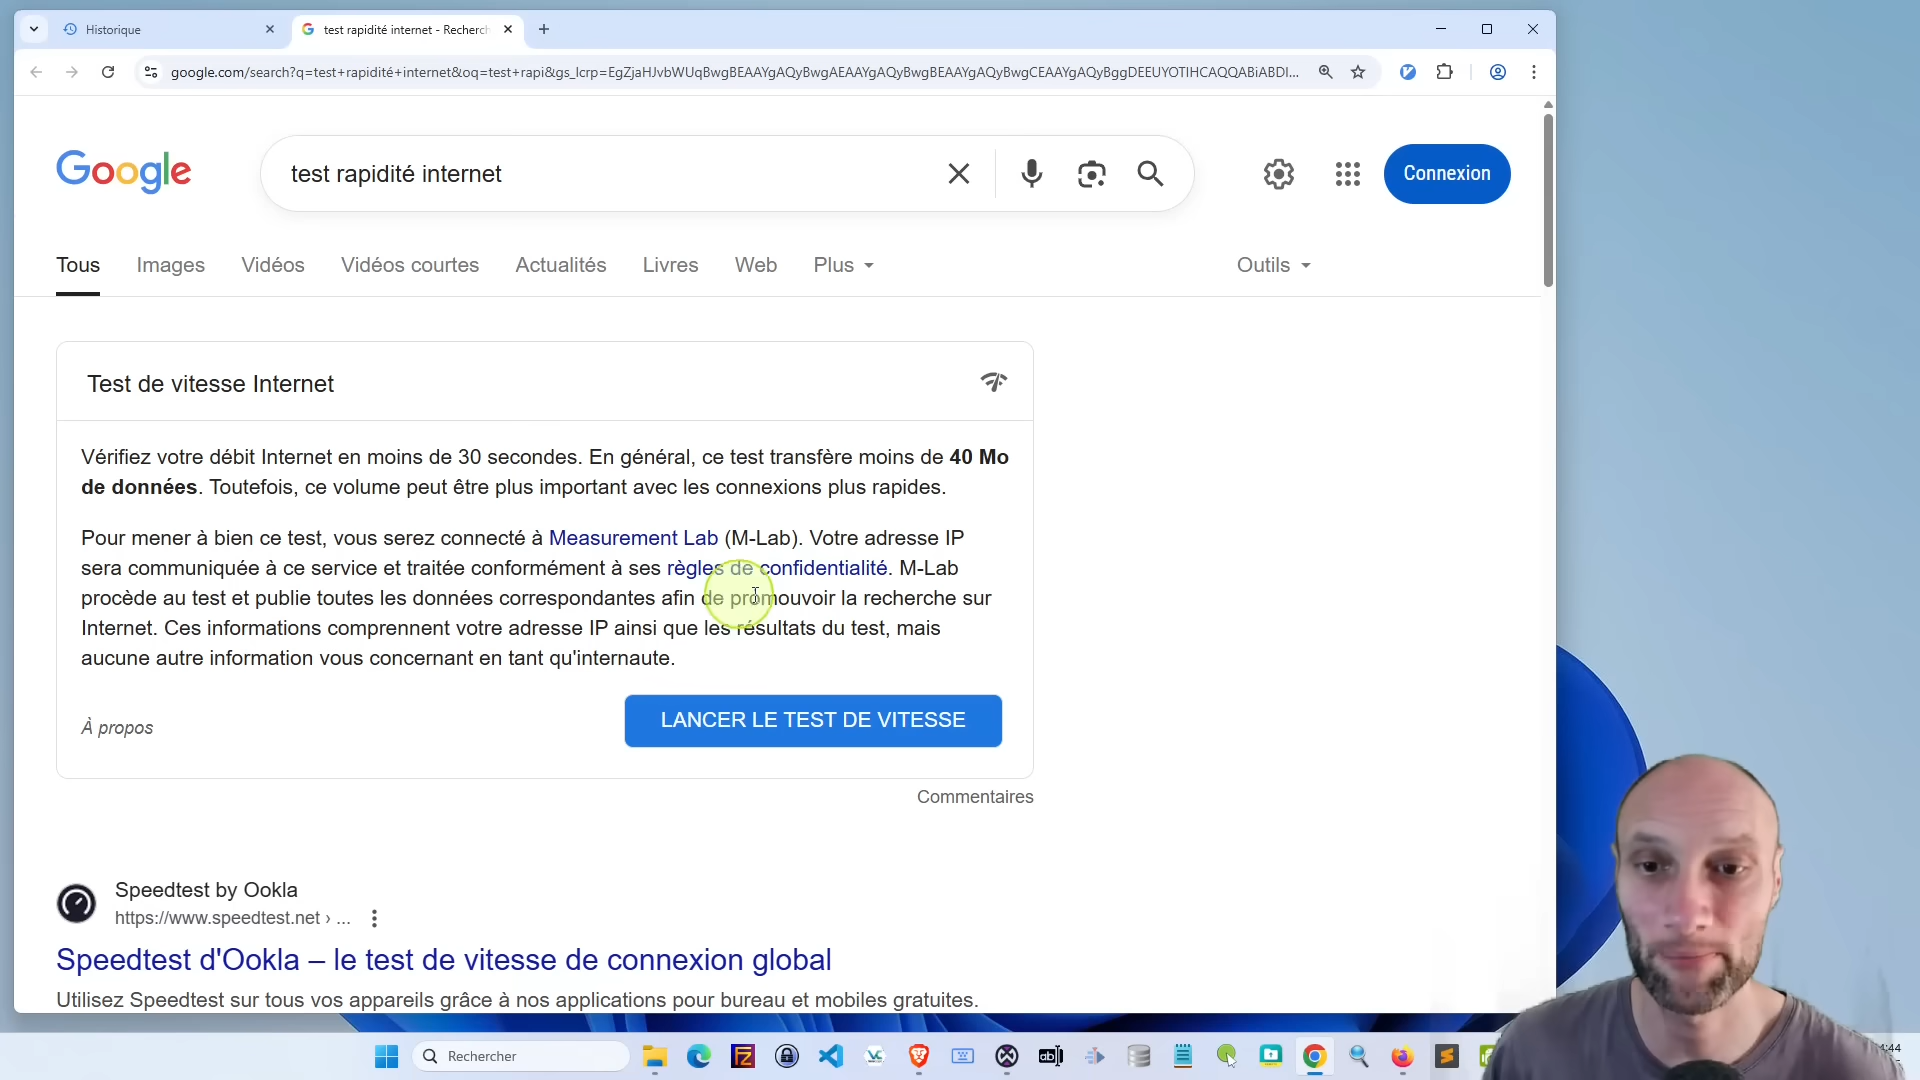 Historique
test rapidité internet - Recherch
google.com/search?q=test+rapidité+internet&oq=test+rapi&gs_lcrp=EgZjaHJvbWUqBwgBEAAYgAQyBwgAEAAYgAQyBwgBEAAYgAQyBwgCEAAYgAQyBggDEEUYOTIHCAQQABiABDI...
Google
test rapidité internet
Connexion
Tous Images Vidéos Vidéos courtes Actualités Livres Web Plus Outils
Test de vitesse Internet
Vérifiez votre débit Internet en moins de 30 secondes. En général, ce test transfère moins de 40 Mo
de données. Toutefois, ce volume peut être plus important avec les connexions plus rapides.
Pour mener à bien ce test, vous serez connecté à Measurement Lab (M-Lab). Votre adresse IP
sera communiquée à ce service et traitée conformément à ses règles de confidentialité. M-Lab
procède au test et publie toutes les données correspondantes afin de promouvoir la recherche sur
Internet. Ces informations comprennent votre adresse IP ainsi que les résultats du test, mais
aucune autre information vous concernant en tant qu'internaute.
À propos
LANCER LE TEST DE VITESSE
Commentaires
Speedtest by Ookla
https://www.speedtest.net › ...
Speedtest d'Ookla – le test de vitesse de connexion global
Utilisez Speedtest sur tous vos appareils grâce à nos applications pour bureau et mobiles gratuites.
Rechercher